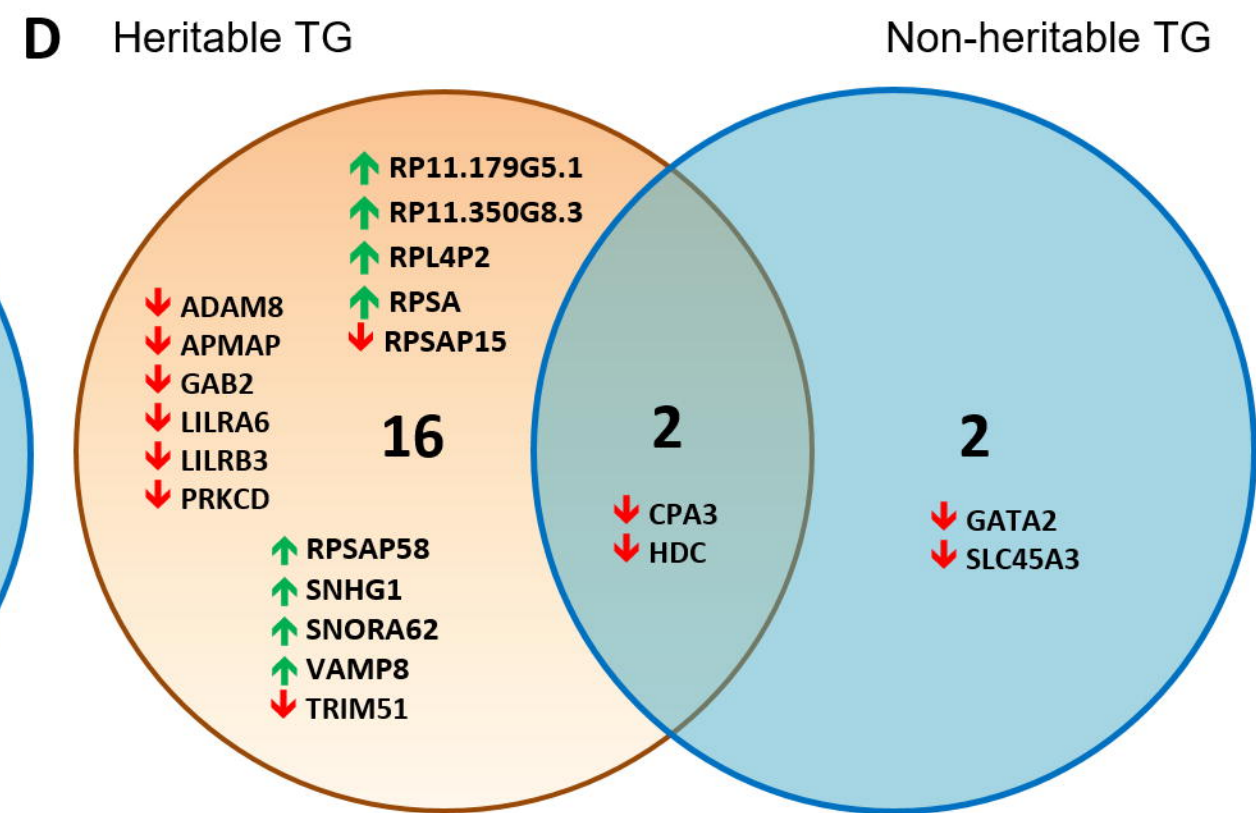 D Heritable TG
Non-heritable TG
RP11.179G5.1
RP11.350G8.3
RPL4P2
RPSA
RPSAP15
ADAM8
APMAP
GAB2
LILRA6
LILRB3
PRKCD
16
RPSAP58
SNHG1
SNORA62
VAMP8
TRIM51
2
CPA3
HDC
2
GATA2
SLC45A3